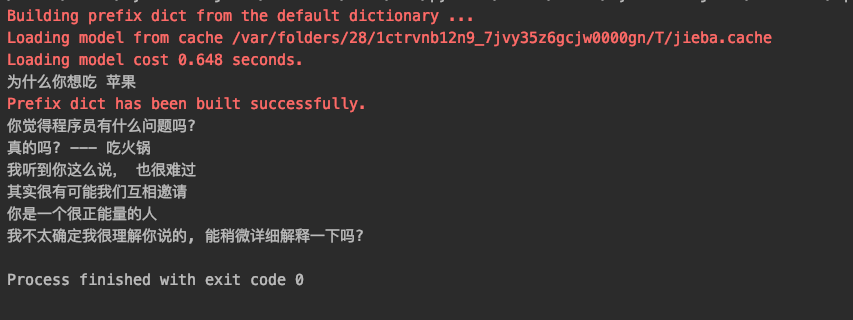 Building prefix dict from the default dictionary ...
Loading model from cache /var/folders/28/1ctrvnb12n9_7jvy35z6gcjw0000gn/T/jieba.cache
Loading model cost 0.648 seconds.
为什么你想吃 苹果
Prefix dict has been built successfully.
你觉得程序员有什么问题吗?
真的吗? --- 吃火锅
我听到你这么说, 也很难过
其实很有可能我们互相邀请
你是一个很正能量的人
我不太确定我很理解你说的, 能稍微详细解释一下吗?
Process finished with exit code 0